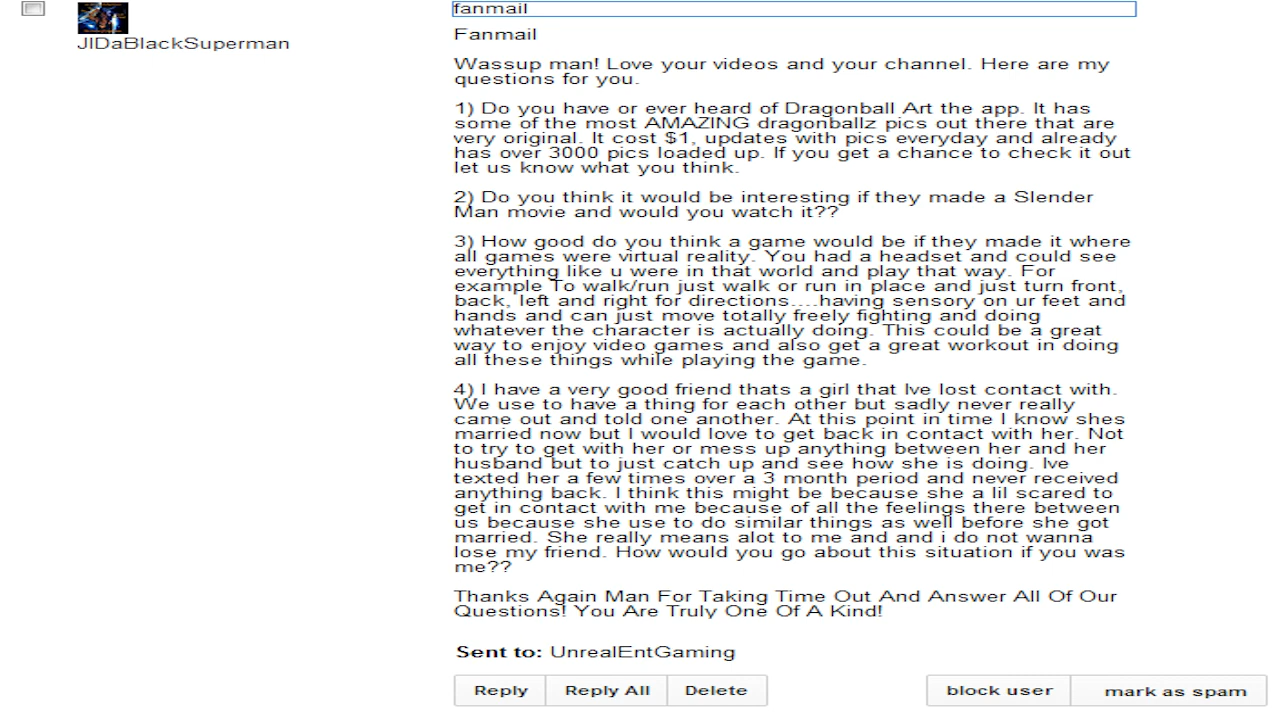 fanmail
JIDaBlackSuperman
Fanmail
Wassup man! Love your videos and your channel. Here are my
questions for you.
1) Do you have or ever heard of Dragonball Art the app. It has
some of the most AMAZING dragonballz pics out there that are
very original. It cost $1, updates with pics everyday and already
has over 3000 pics loaded up. If you get a chance to check it out
let us know what you think.
2) Do you think it would be interesting if they made a Slender
Man movie and would you watch it??
3) How good do you think a game would be if they made it where
all games were virtual reality. You had a headset and could see
everything like u were in that world and play that way. For
example To walk/run just walk or run in place and just turn front,
back, left and right for directions....having sensory on ur feet and
hands and can just move totally freely fighting and doing
whatever the character is actually doing. This could be a great
way to enjoy video games and also get a great workout in doing
all these things while playing the game.
4) I have a very good friend thats a girl that Ive lost contact with.
We use to have a thing for each other but sadly never really
came out and told one another. At this point in time I know shes
married now but I would love to get back in contact with her. Not
to try to get with her or mess up anything between her and her
husband but to just catch up and see how she is doing. Ive
texted her a few times over a 3 month period and never received
anything back. I think this might be because she a lil scared to
get in contact with me because of all the feelings there between
us because she use to do similar things as well before she got
married. She really means alot to me and and i do not wanna
lose my friend. How would you go about this situation if you was
me??
Thanks Again Man For Taking Time Out And Answer All Of Our
Questions! You Are Truly One Of A Kind!
Sent to: UnrealEntGaming
Reply Reply All Delete block user mark as spam